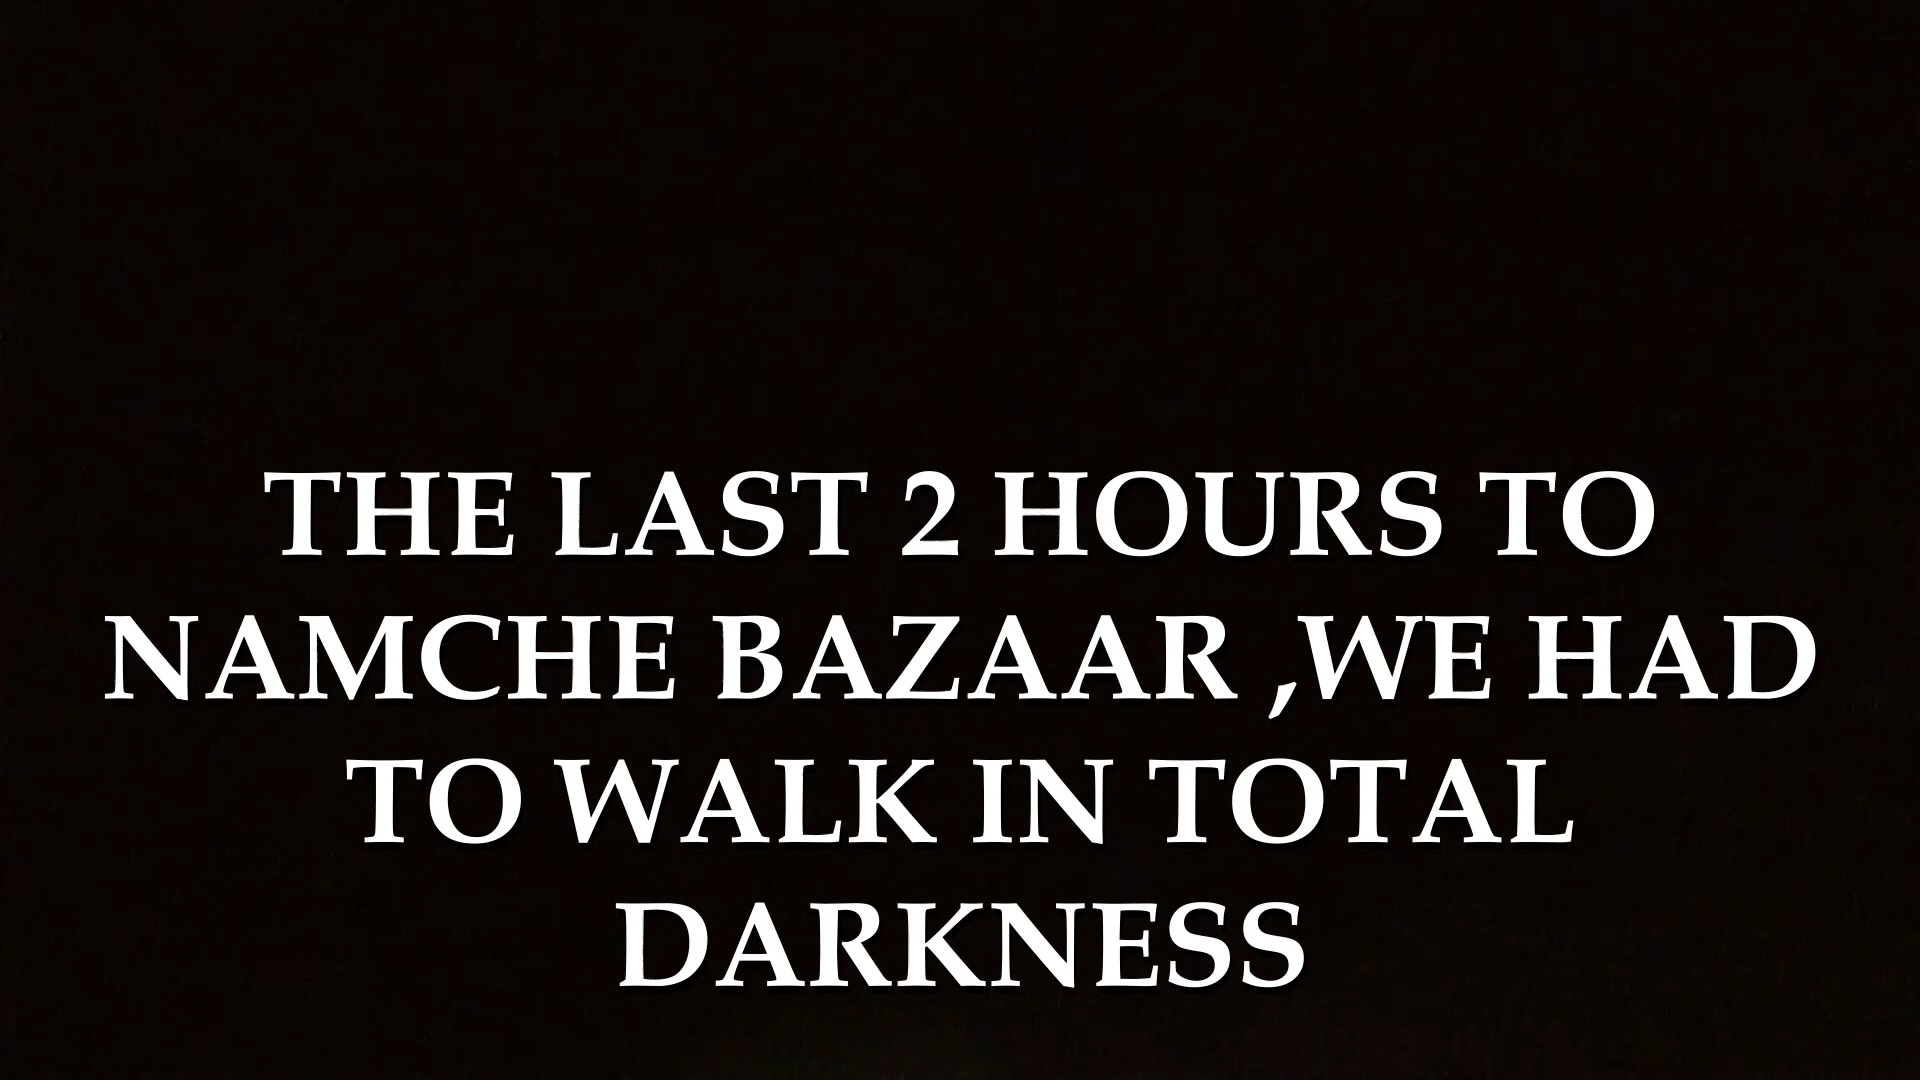 THE LAST 2 HOURS TO
NAMCHE BAZAAR ,WE HAD
TO WALK IN TOTAL
DARKNESS